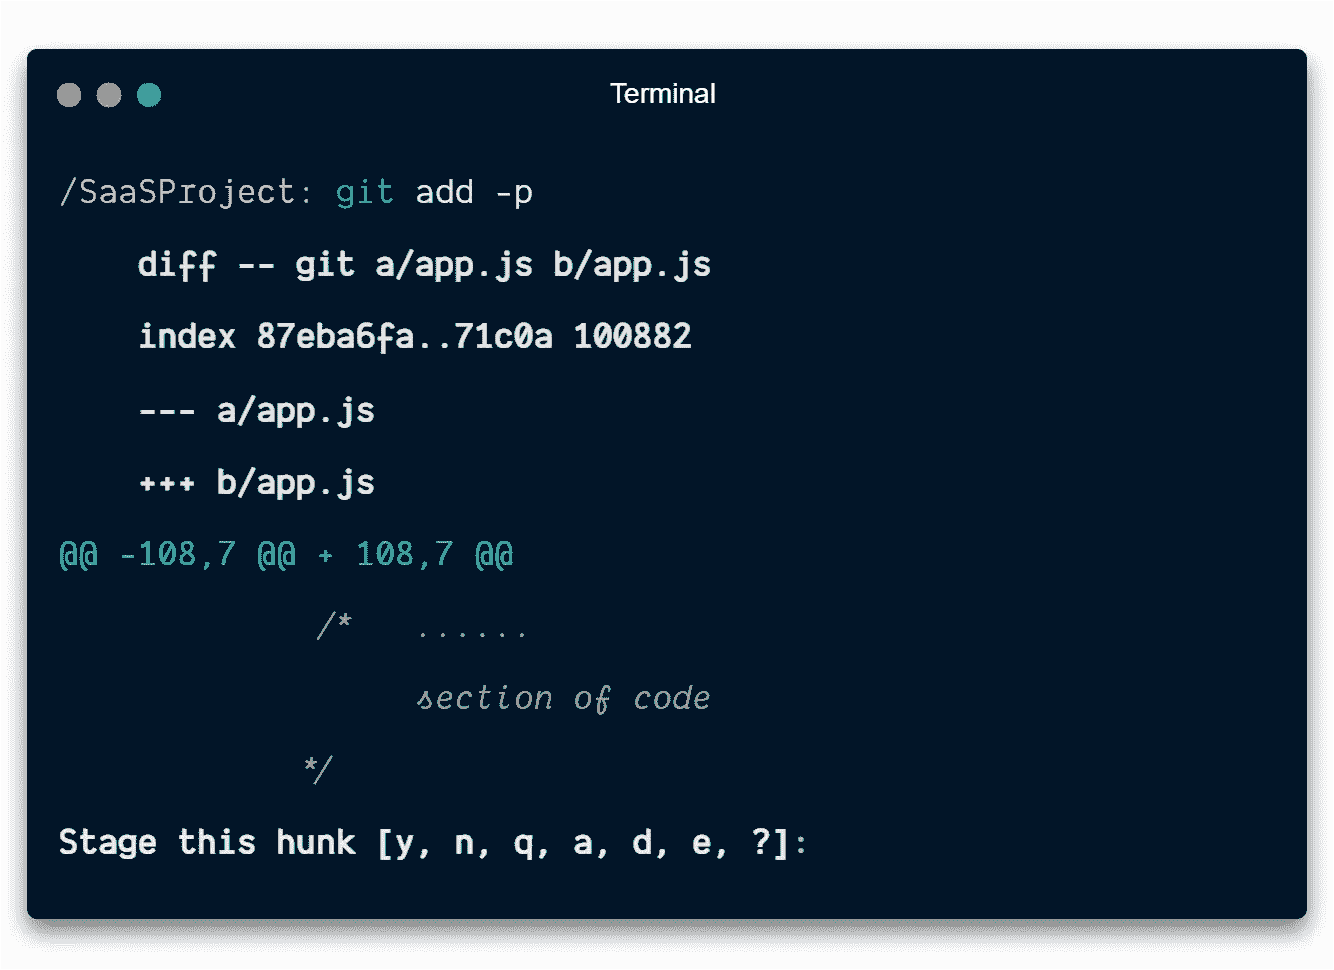 Terminal
/SaaSProject: git add -p
diff -- git a/app.js b/app.js
index 87eba6fa..71c0a 100882
--- a/app.js
+++ b/app.js
@@ -108,7 @@ + 108,7 @@
/* ......
section of code
*/
Stage this hunk [y, n, q, a, d, e, ?]: